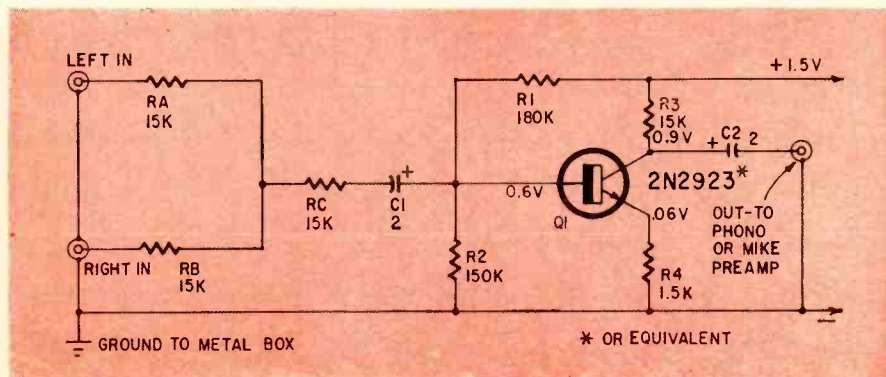 LEFT IN
RA
15K
RIGHT IN
RB
15K
RC
15K
C1
+
2
R1
180K
R2
150K
0.6V
Q1
+1.5V
R3
15K
0.9V
+
C2
2
2N2923*
.06V
R4
1.5K
OUT-TO
PHONO
OR MIKE
PREAMP
−
GROUND TO METAL BOX
* OR EQUIVALENT